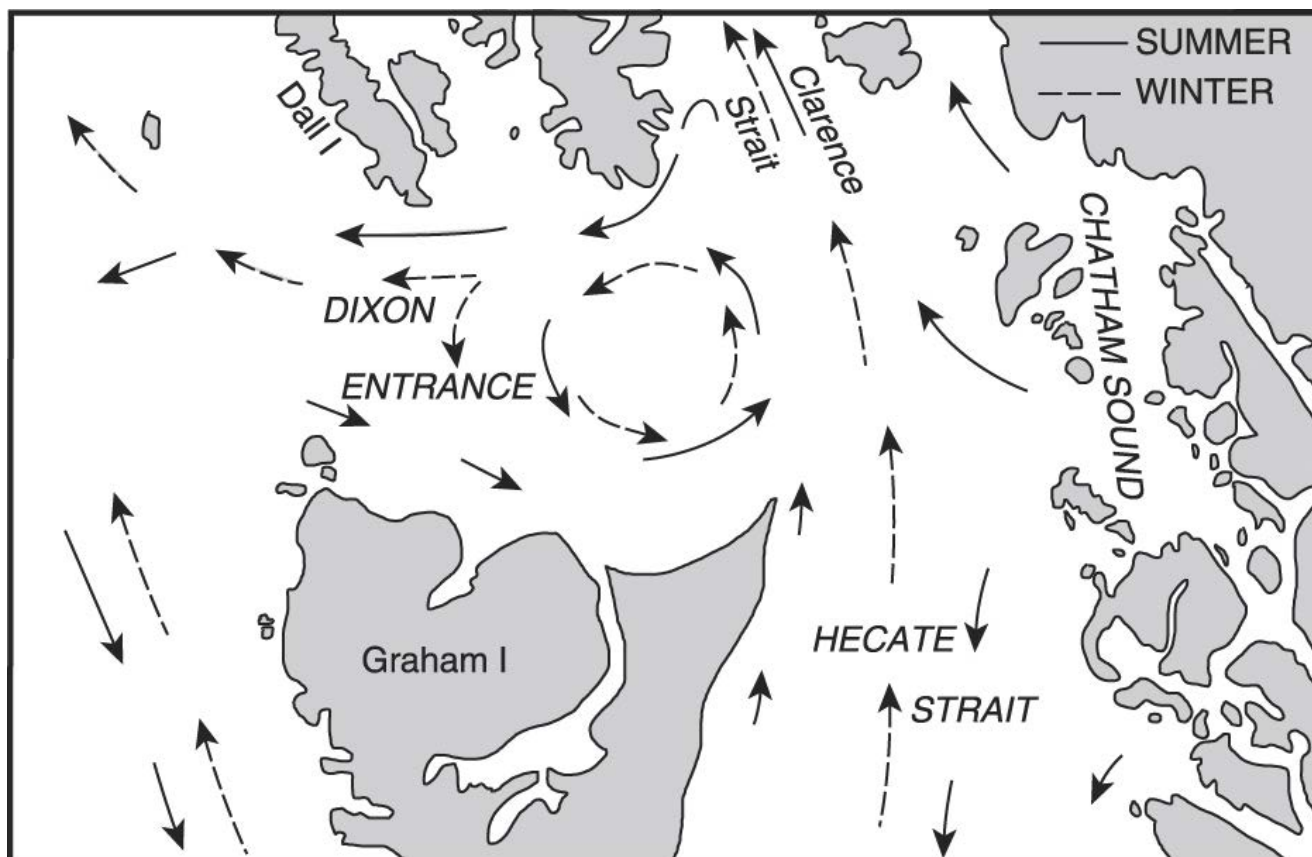 SUMMER
WINTER
Dall I
Clarence
Strait
CHATHAM SOUND
DIXON
ENTRANCE
Graham I
HECATE
STRAIT